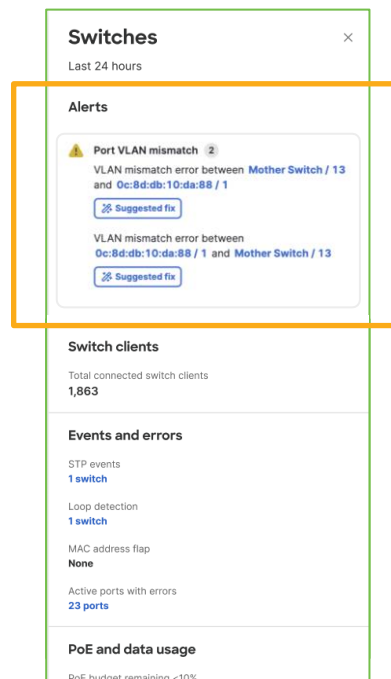 Switches
Last 24 hours
Alerts
Port VLAN mismatch 2
VLAN mismatch error between Mother Switch / 13
and 0c:8d:db:10:da:88 / 1
Suggested fix
VLAN mismatch error between
0c:8d:db:10:da:88 / 1 and Mother Switch / 13
Suggested fix
Switch clients
Total connected switch clients
1,863
Events and errors
STP events
1 switch
Loop detection
1 switch
MAC address flap
None
Active ports with errors
23 ports
PoE and data usage
PoE budget remaining <10%